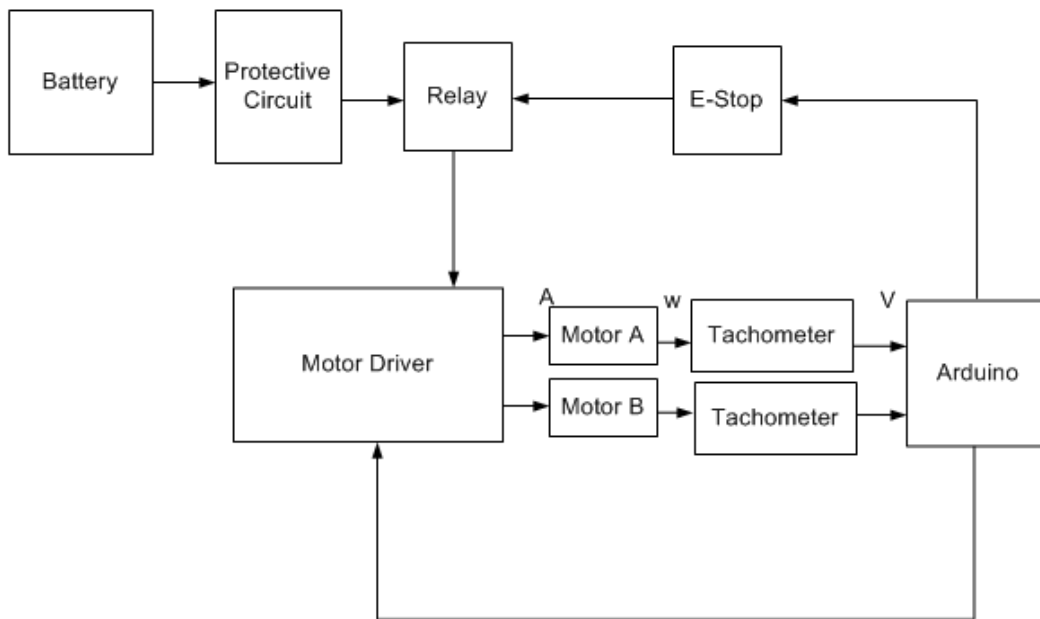 Battery
Protective
Circuit
Relay
E-Stop
Motor Driver
A
Motor A
w
Tachometer
V
Arduino
Motor B
Tachometer